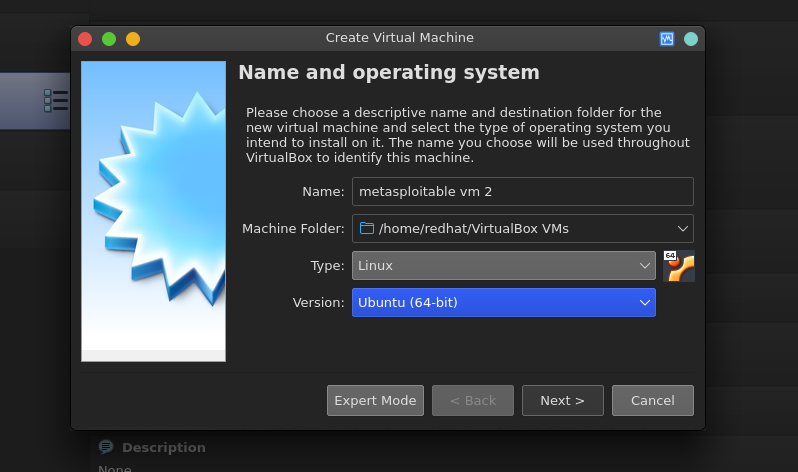 Create Virtual Machine
Name and operating system
Please choose a descriptive name and destination folder for the
new virtual machine and select the type of operating system you
intend to install on it. The name you choose will be used throughout
VirtualBox to identify this machine.
Name: metasploitable vm 2
Machine Folder: /home/redhat/VirtualBox VMs
Type: Linux
64
Version: Ubuntu (64-bit)
Expert Mode < Back Next > Cancel
Description
None